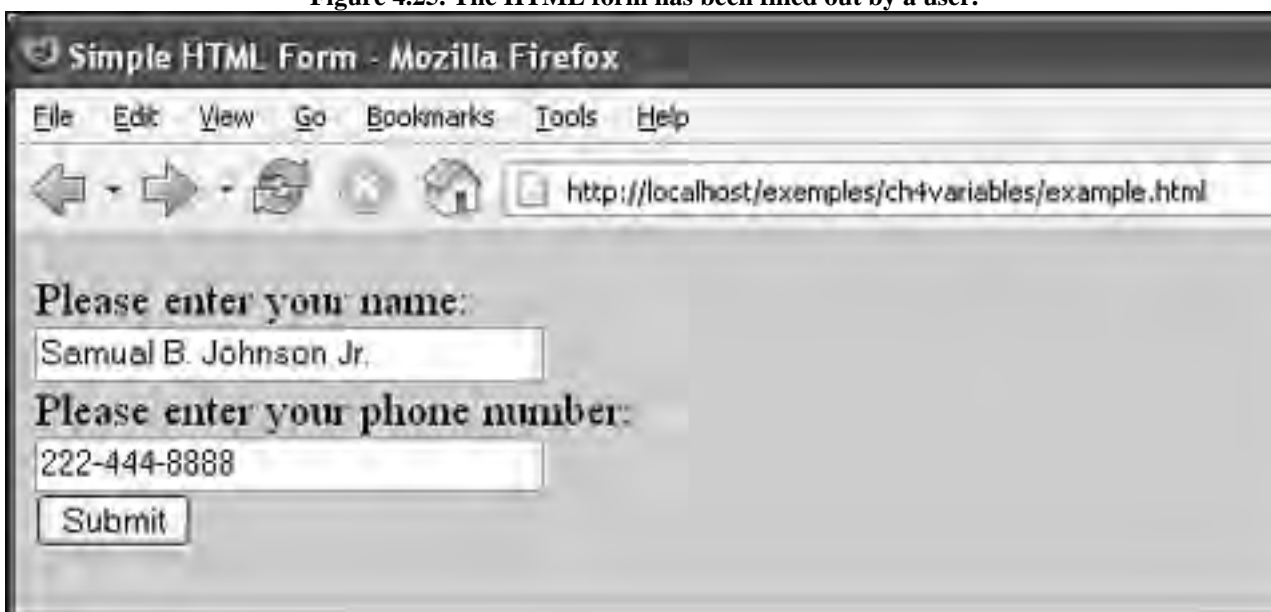 Figure 4.25. The HTML form has been filled out by a user.
Simple HTML Form - Mozilla Firefox
File Edit View Go Bookmarks Tools Help
http://localhost/exemples/ch4variables/example.html
Please enter your name:
Samual B. Johnson Jr.
Please enter your phone number:
222-444-8888
Submit